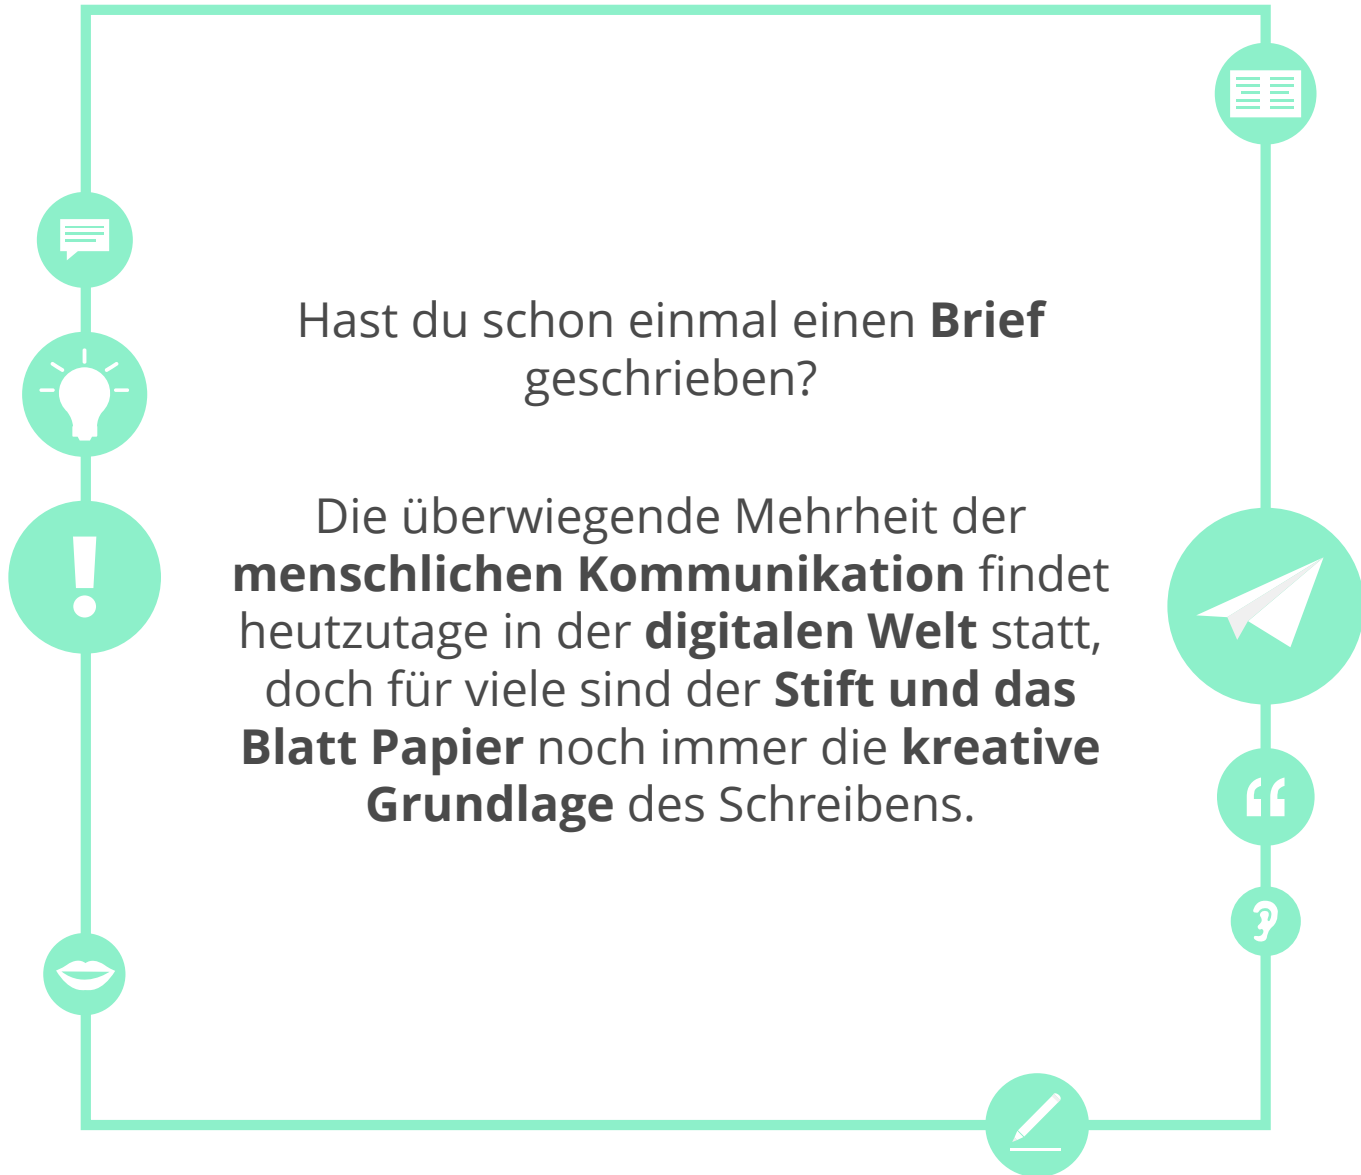 Hast du schon einmal einen Brief
geschrieben?
Die überwiegende Mehrheit der
menschlichen Kommunikation findet
heutzutage in der digitalen Welt statt,
doch für viele sind der Stift und das
Blatt Papier noch immer die kreative
Grundlage des Schreibens.